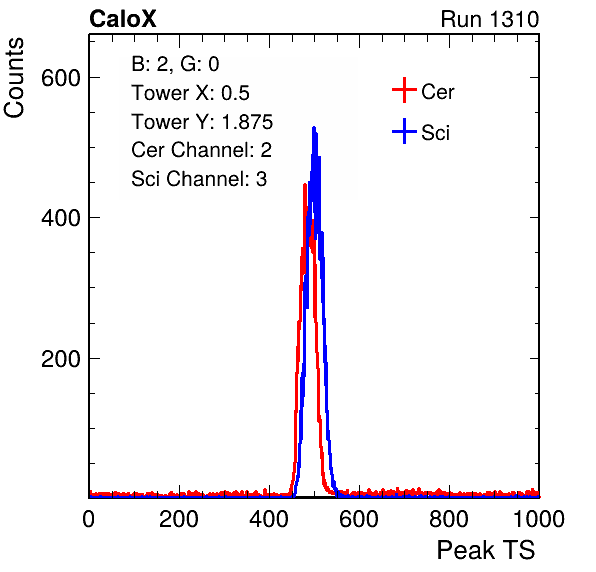 CaloX Run 1310
Counts
B: 2, G: 0
Tower X: 0.5
Tower Y: 1.875
Cer Channel: 2
Sci Channel: 3
Cer
Sci
600
400
200
0 200 400 600 800 1000
Peak TS